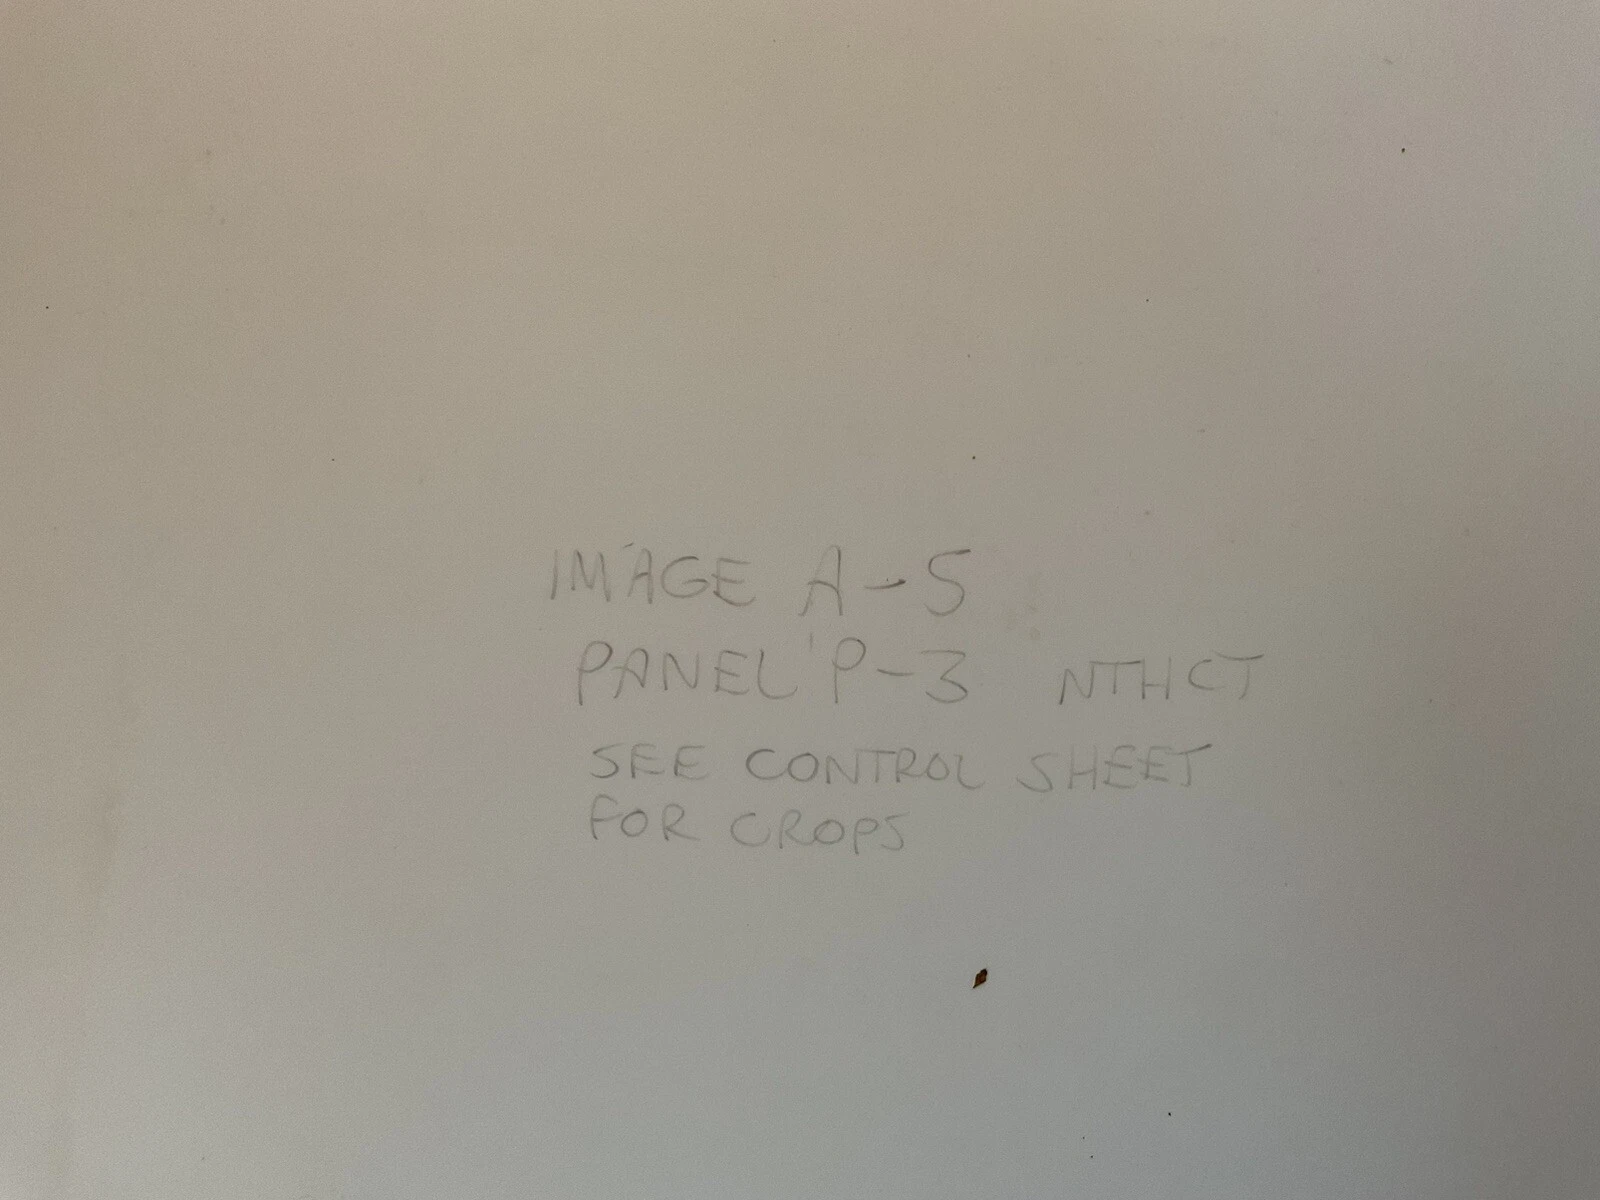 IMAGE A-5
PANEL P-3 NTHCT
SEE CONTROL SHEET
FOR CROPS